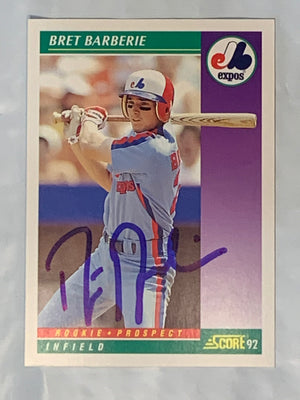 BRET BARBERIE
expos
ROOKIE • PROSPECT
INFIELD
SCORE 92